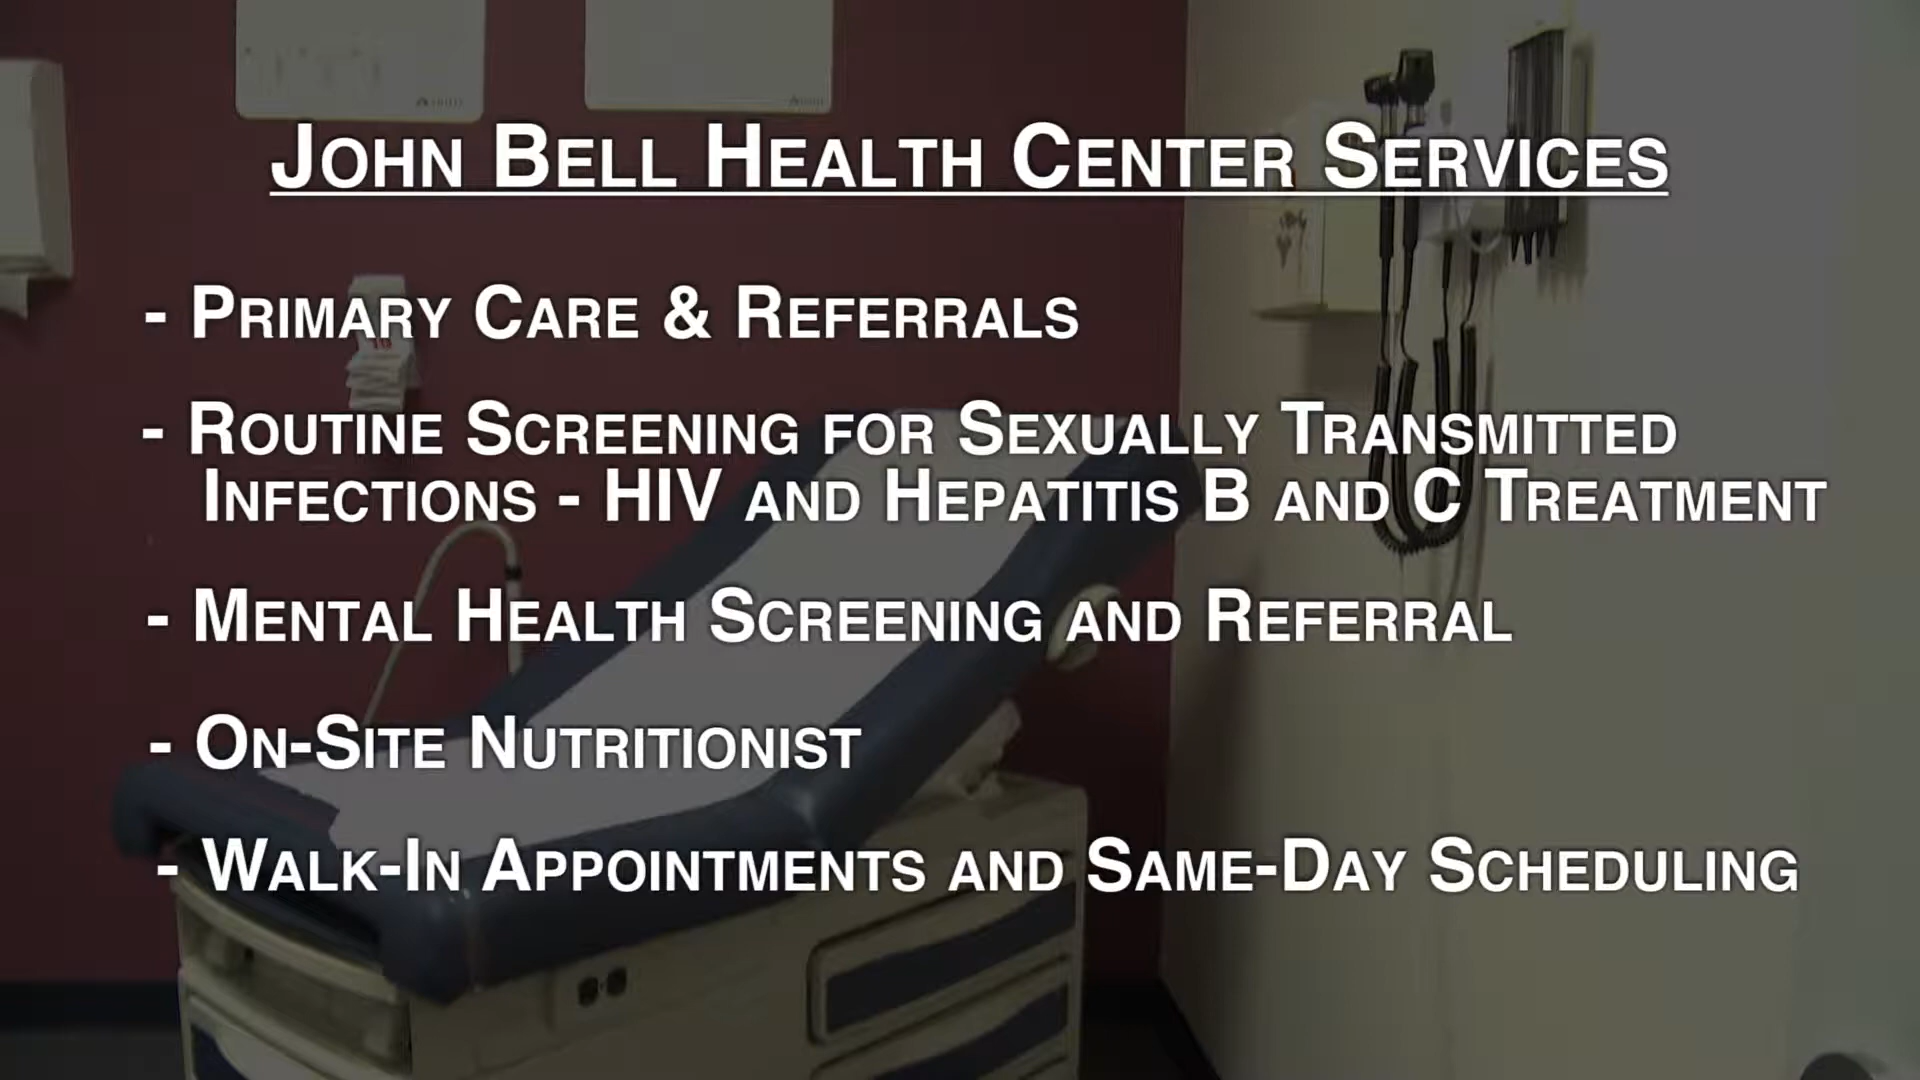 John Bell Health Center Services
- Primary Care & Referrals
- Routine Screening for Sexually Transmitted
Infections - HIV and Hepatitis B and C Treatment
- Mental Health Screening and Referral
- On-Site Nutritionist
- Walk-In Appointments and Same-Day Scheduling